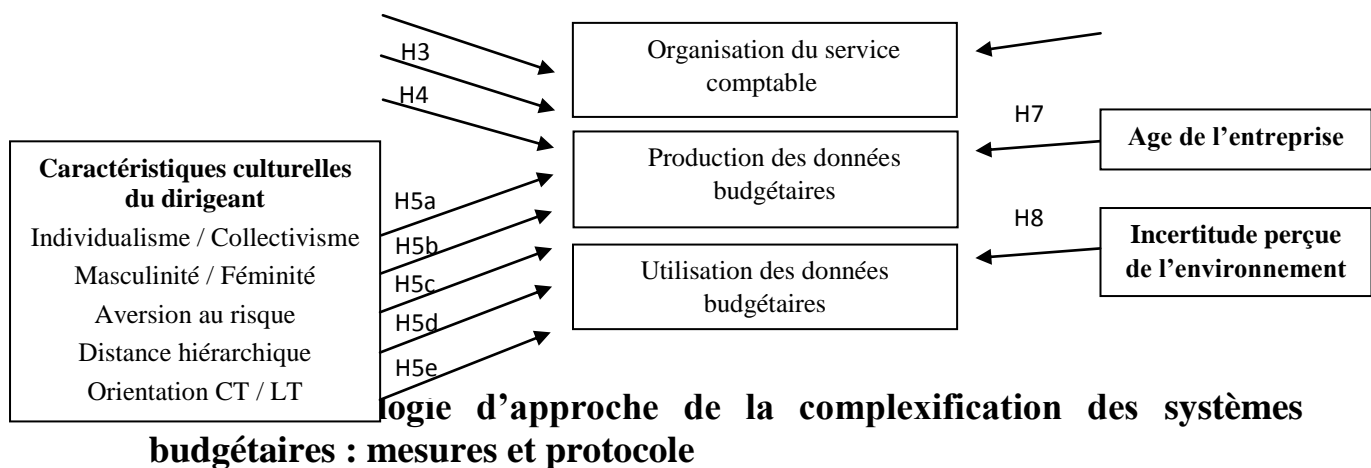 Organisation du service
comptable
H3
H4
H7
Age de l'entreprise
Production des données
budgétaires
Caractéristiques culturelles
du dirigeant
Individualisme / Collectivisme
Masculinité / Féminité
Aversion au risque
Distance hiérarchique
Orientation CT / LT
H5a
H5b
H5c
H5d
H5e
H8
Incertitude perçue
de l'environnement
Utilisation des données
budgétaires
d'approche de la complexification des systèmes
budgétaires : mesures et protocole